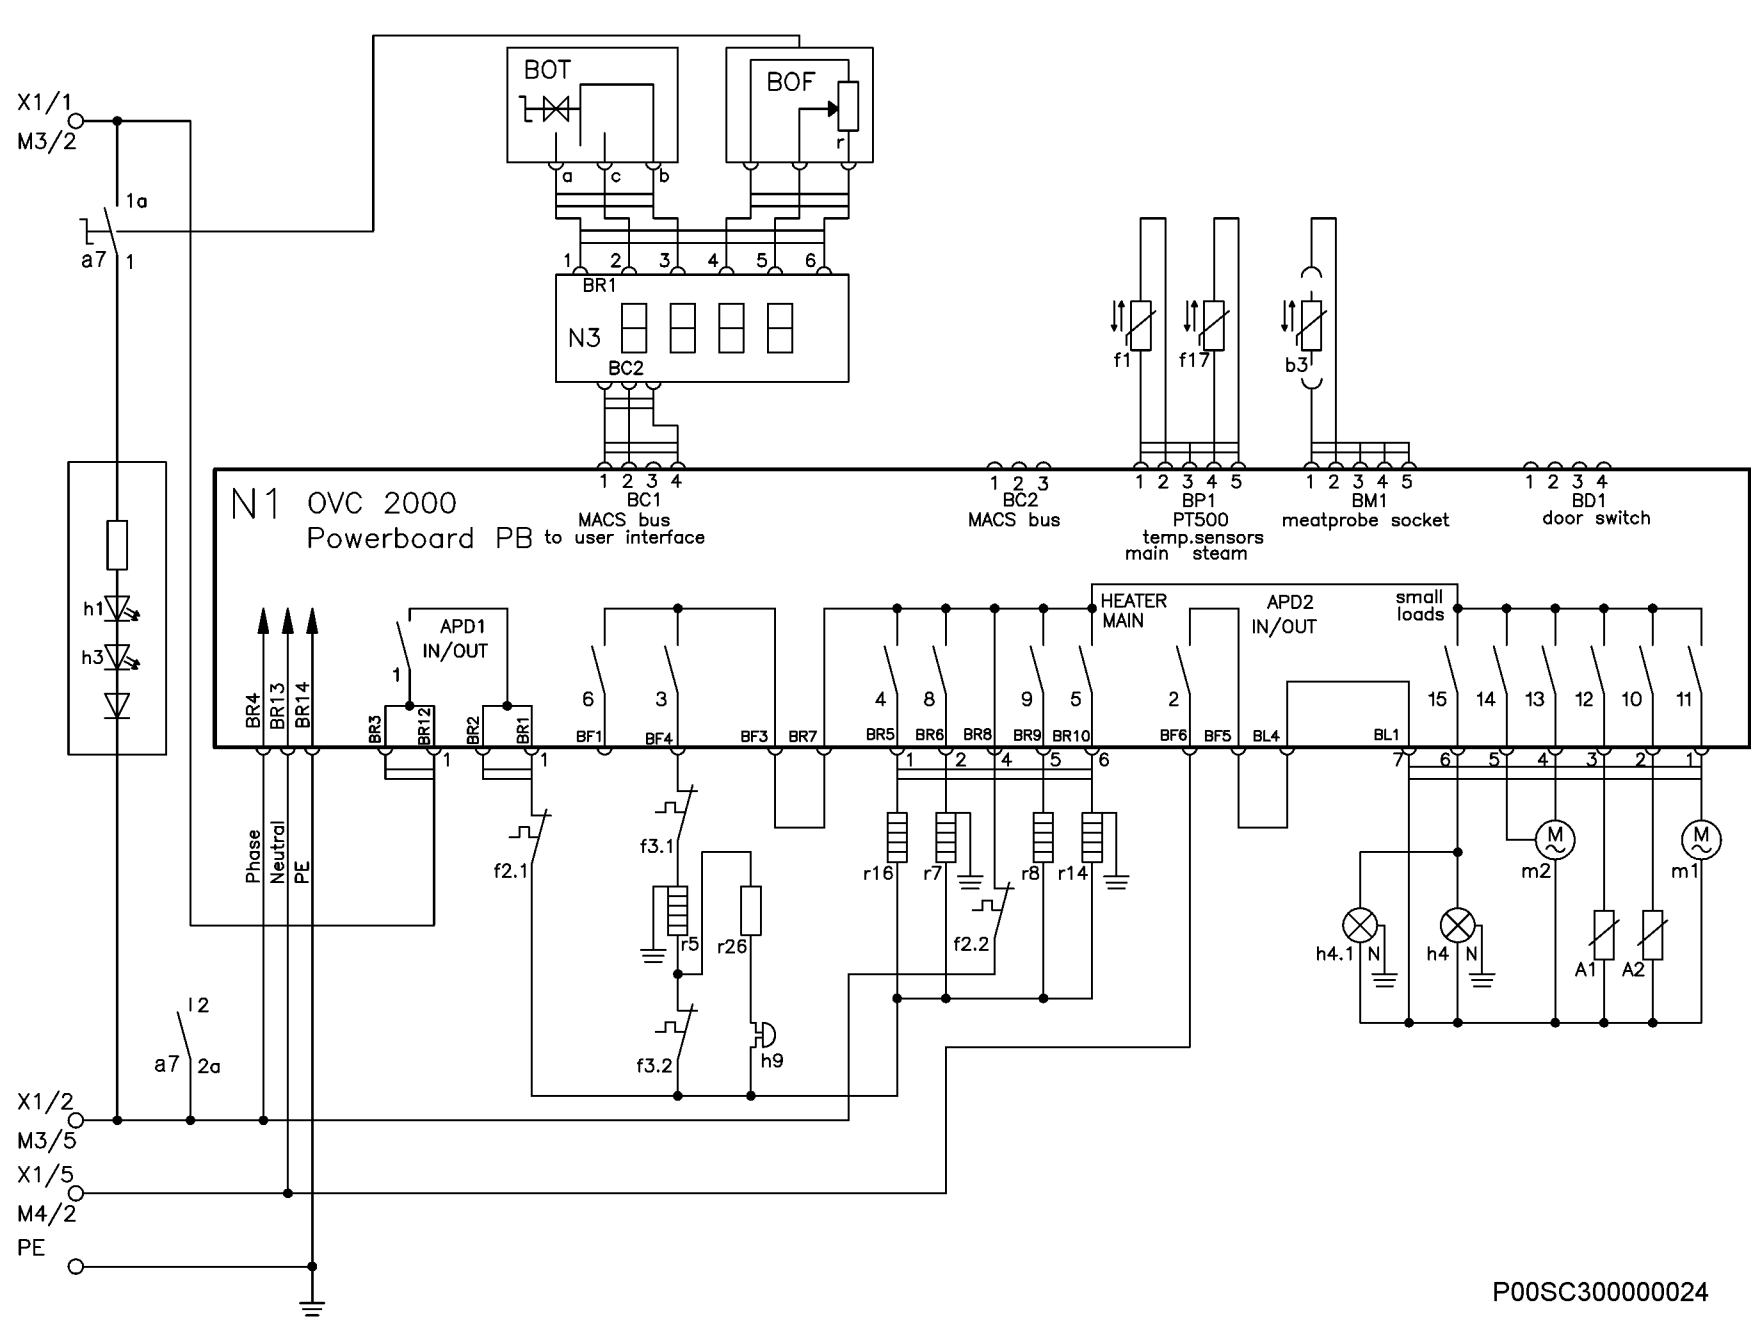 X1/1
M3/2
BOT
BOF
r
a c b
1a
a7 1
1 2 3 4 5 6
BR1
N3
BC2
f1 f17 b3
1 2 3 4
BC1
MACS bus
to user interface
1 2 3
BC2
MACS bus
1 2 3 4 5
BP1
PT500
temp.sensors
main steam
1 2 3 4 5
BM1
meatprobe socket
1 2 3 4
BD1
door switch
N1 OVC 2000
Powerboard PB
h1
h3
APD1
IN/OUT
HEATER
MAIN
APD2
IN/OUT
small
loads
1 6 3 4 8 9 5 2 15 14 13 12 10 11
BR4 BR13 BR14 BR3 BR12 BR2 BR1 BF1 BF4 BF3 BR7 BR5 BR6 BR8 BR9 BR10 BF6 BF5 BL4 BL1
1 1 1 2 4 5 6 7 6 5 4 3 2 1
Phase
Neutral
PE
f2.1
f3.1
r16 r7 r8 r14
M
m2
M
m1
r5 r26
f2.2
h4.1 N h4 N
A1 A2
l2
a7 2a
f3.2 h9
X1/2
M3/5
X1/5
M4/2
PE
P00SC300000024